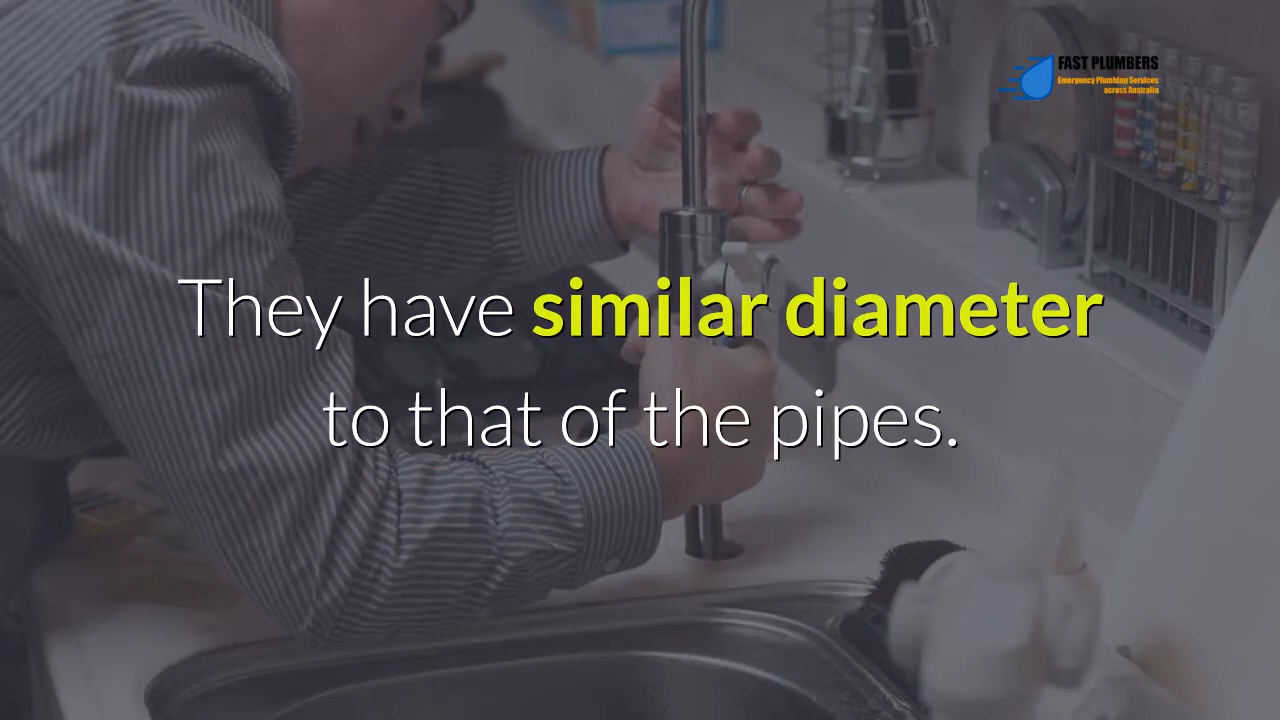 FAST PLUMBERS
Emergency Plumbing Services
across Australia
They have similar diameter
to that of the pipes.